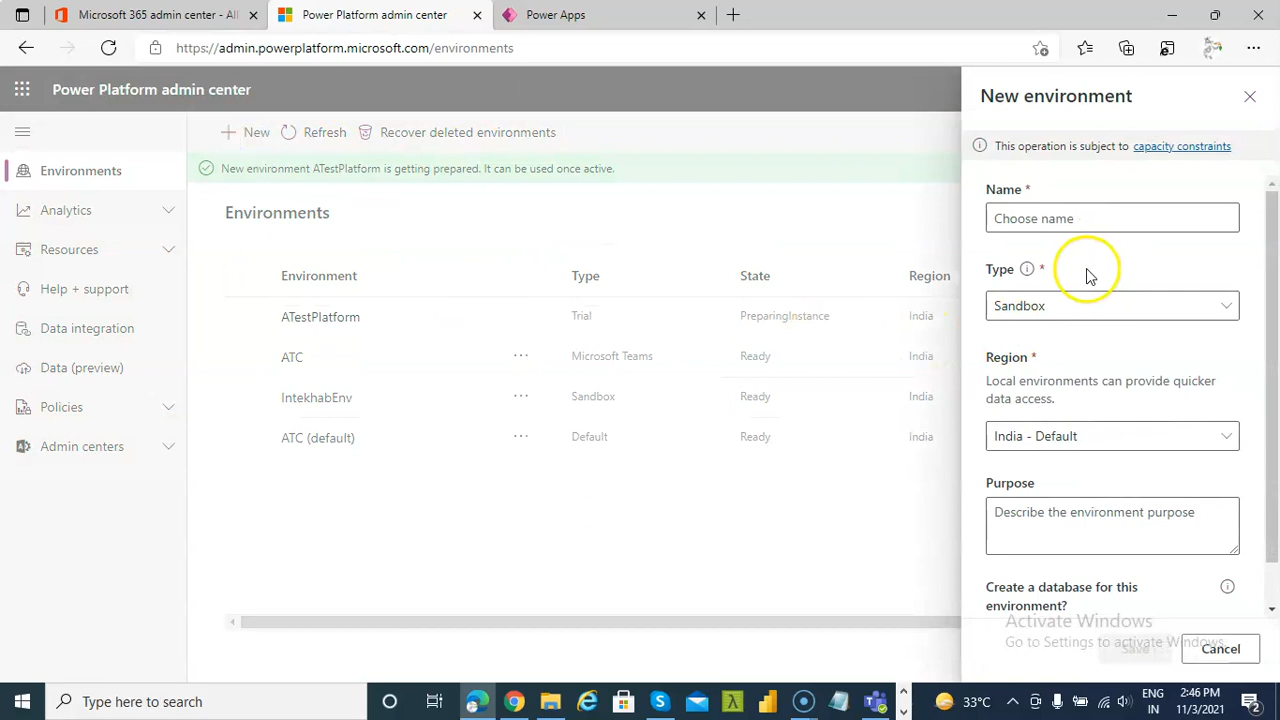 Microsoft 365 admin center - All
Power Platform admin center
Power Apps
https://admin.powerplatform.microsoft.com/environments
Power Platform admin center
New environment
New
Refresh
Recover deleted environments
This operation is subject to capacity constraints
Environments
New environment ATestPlatform is getting prepared. It can be used once active.
Name *
Analytics
Environments
Choose name
Resources
Type *
Environment
Type
State
Region
Help + support
Sandbox
ATestPlatform
Trial
PreparingInstance
India
Data integration
ATC
Microsoft Teams
Ready
India
Region *
Data (preview)
Local environments can provide quicker
data access.
IntekhabEnv
Sandbox
Ready
India
Policies
ATC (default)
Default
Ready
India
India - Default
Admin centers
Purpose
Describe the environment purpose
Create a database for this
environment?
Activate Windows
Go to Settings to activate Windows.
Save
Cancel
Type here to search
33°C
ENG
IN
2:46 PM
11/3/2021
2